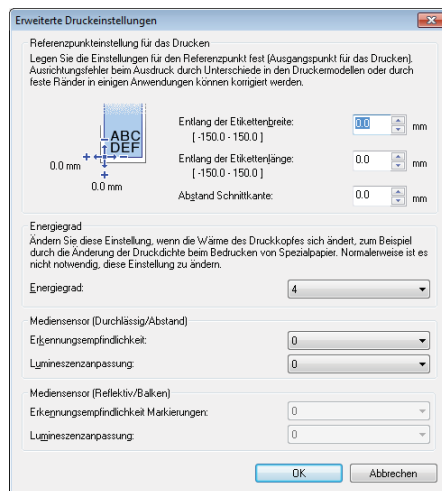 Erweiterte Druckeinstellungen
Referenzpunkteinstellung für das Drucken
Legen Sie die Einstellungen für den Referenzpunkt fest (Ausgangspunkt für das Drucken).
Ausrichtungsfehler beim Ausdruck durch Unterschiede in den Druckermodellen oder durch
feste Ränder in einigen Anwendungen können korrigiert werden.
ABC
DEF
0.0 mm
0.0 mm
Entlang der Etikettenbreite:
0.0 mm
[ -150.0 - 150.0 ]
Entlang der Etikettenlänge:
0.0 mm
[ -150.0 - 150.0 ]
Abstand Schnittkante:
0.0 mm
Energiegrad
Ändern Sie diese Einstellung, wenn die Wärme des Druckkopfes sich ändert, zum Beispiel
durch die Änderung der Druckdichte beim Bedrucken von Spezialpapier. Normalerweise ist es
nicht notwendig, diese Einstellung zu ändern.
Energiegrad: 4
Mediensensor (Durchlässig/Abstand)
Erkennungsempfindlichkeit: 0
Lumineszenzanpassung: 0
Mediensensor (Reflektiv/Balken)
Erkennungsempfindlichkeit Markierungen: 0
Lumineszenzanpassung: 0
OK Abbrechen